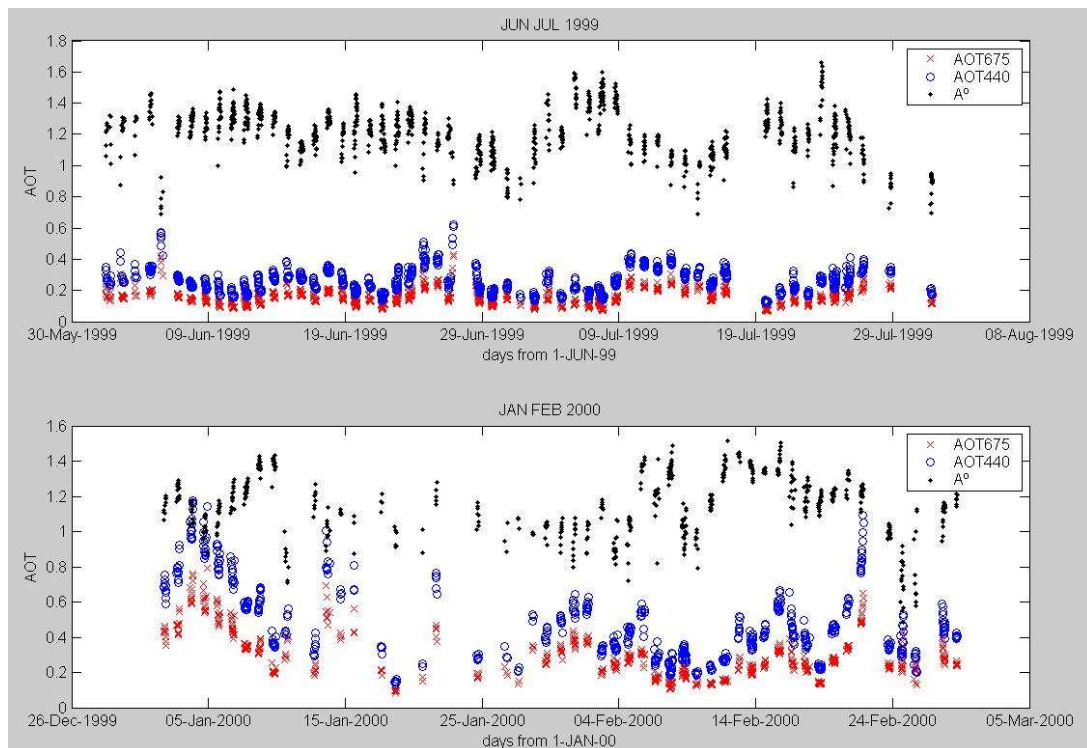 JUN JUL 1999
AOT675
AOT440
Aº
AOT
1.8
1.6
1.4
1.2
1
0.8
0.6
0.4
0.2
0
30-May-1999 09-Jun-1999 19-Jun-1999 29-Jun-1999 09-Jul-1999 19-Jul-1999 29-Jul-1999 08-Aug-1999
days from 1-JUN-99
JAN FEB 2000
AOT675
AOT440
Aº
AOT
1.6
1.4
1.2
1
0.8
0.6
0.4
0.2
0
26-Dec-1999 05-Jan-2000 15-Jan-2000 25-Jan-2000 04-Feb-2000 14-Feb-2000 24-Feb-2000 05-Mar-2000
days from 1-JAN-00